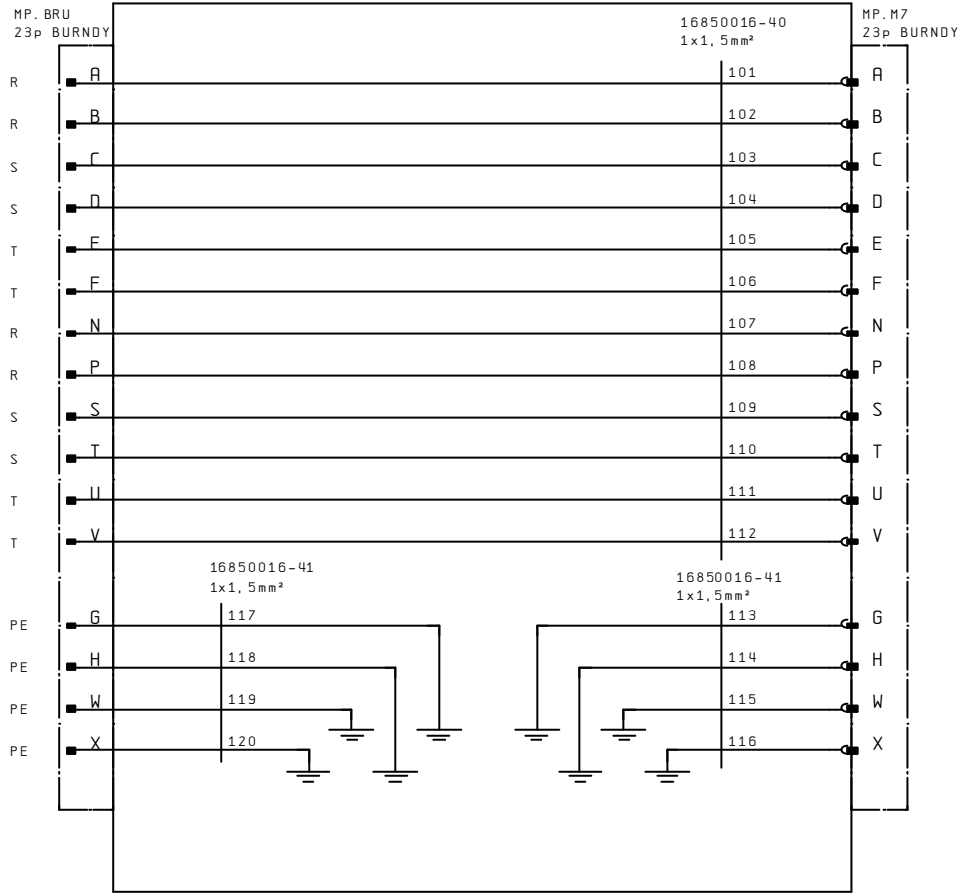 MP.BRU
23p BURNDY
16850016-40
1x1,5mm²
MP.M7
23p BURNDY
R A 101 A
R B 102 B
S C 103 C
S D 104 D
T E 105 E
T F 106 F
R N 107 N
R P 108 P
S S 109 S
S T 110 T
T U 111 U
T V 112 V
16850016-41
1x1,5mm²
16850016-41
1x1,5mm²
PE G 117 113 G
PE H 118 114 H
PE W 119 115 W
PE X 120 116 X